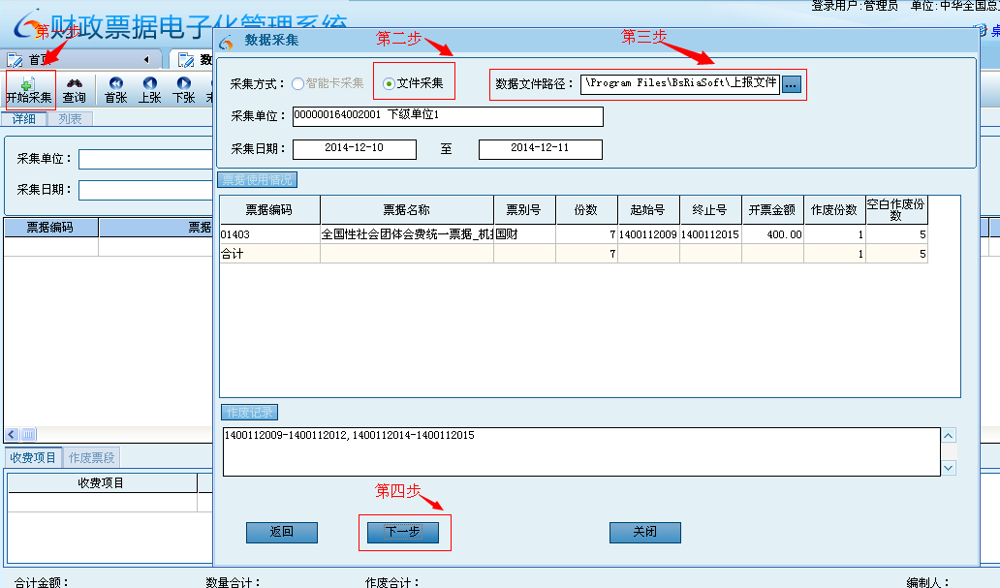 登录用户:管理员 单位:中华全国总
财政票据电子化管理系统
第一步
首页
数
开始采集 查询 首张 上张 下张
详细 列表
采集单位：
采集日期：
票据编码 票据
收费项目 作废票段
收费项目
合计金额： 数量合计： 作废合计： 编制人：
数据采集
第二步
第三步
采集方式： 智能卡采集 文件采集 数据文件路径： \Program Files\BsRiaSoft\上报文件 ...
采集单位： 000000164002001 下级单位1
采集日期： 2014-12-10 至 2014-12-11
票据使用情况
票据编码 票据名称 票别号 份数 起始号 终止号 开票金额 作废份数 空白作废份数
01403 全国性社会团体会费统一票据_机打 国财 7 1400112009 1400112015 400.00 1 5
合计 7 1 5
作废记录
1400112009-1400112012,1400112014-1400112015
第四步
返回 下一步 关闭